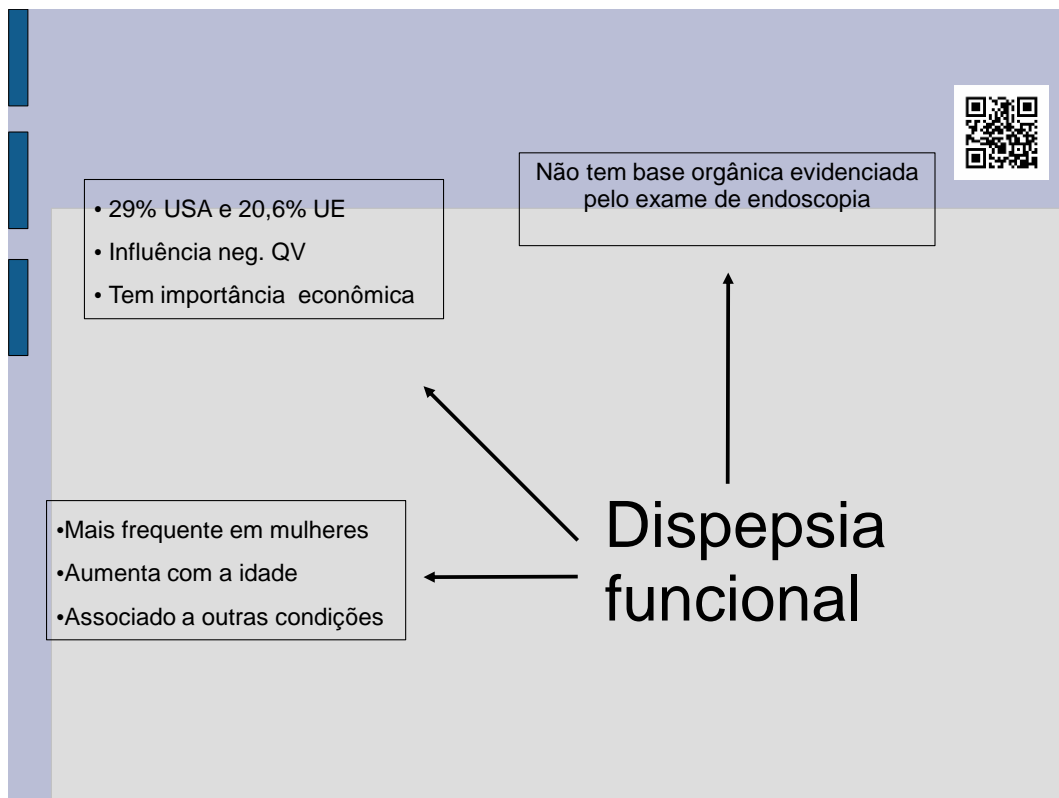 • 29% USA e 20,6% UE
• Influência neg. QV
• Tem importância econômica
Não tem base orgânica evidenciada
pelo exame de endoscopia
•Mais frequente em mulheres
•Aumenta com a idade
•Associado a outras condições
Dispepsia
funcional